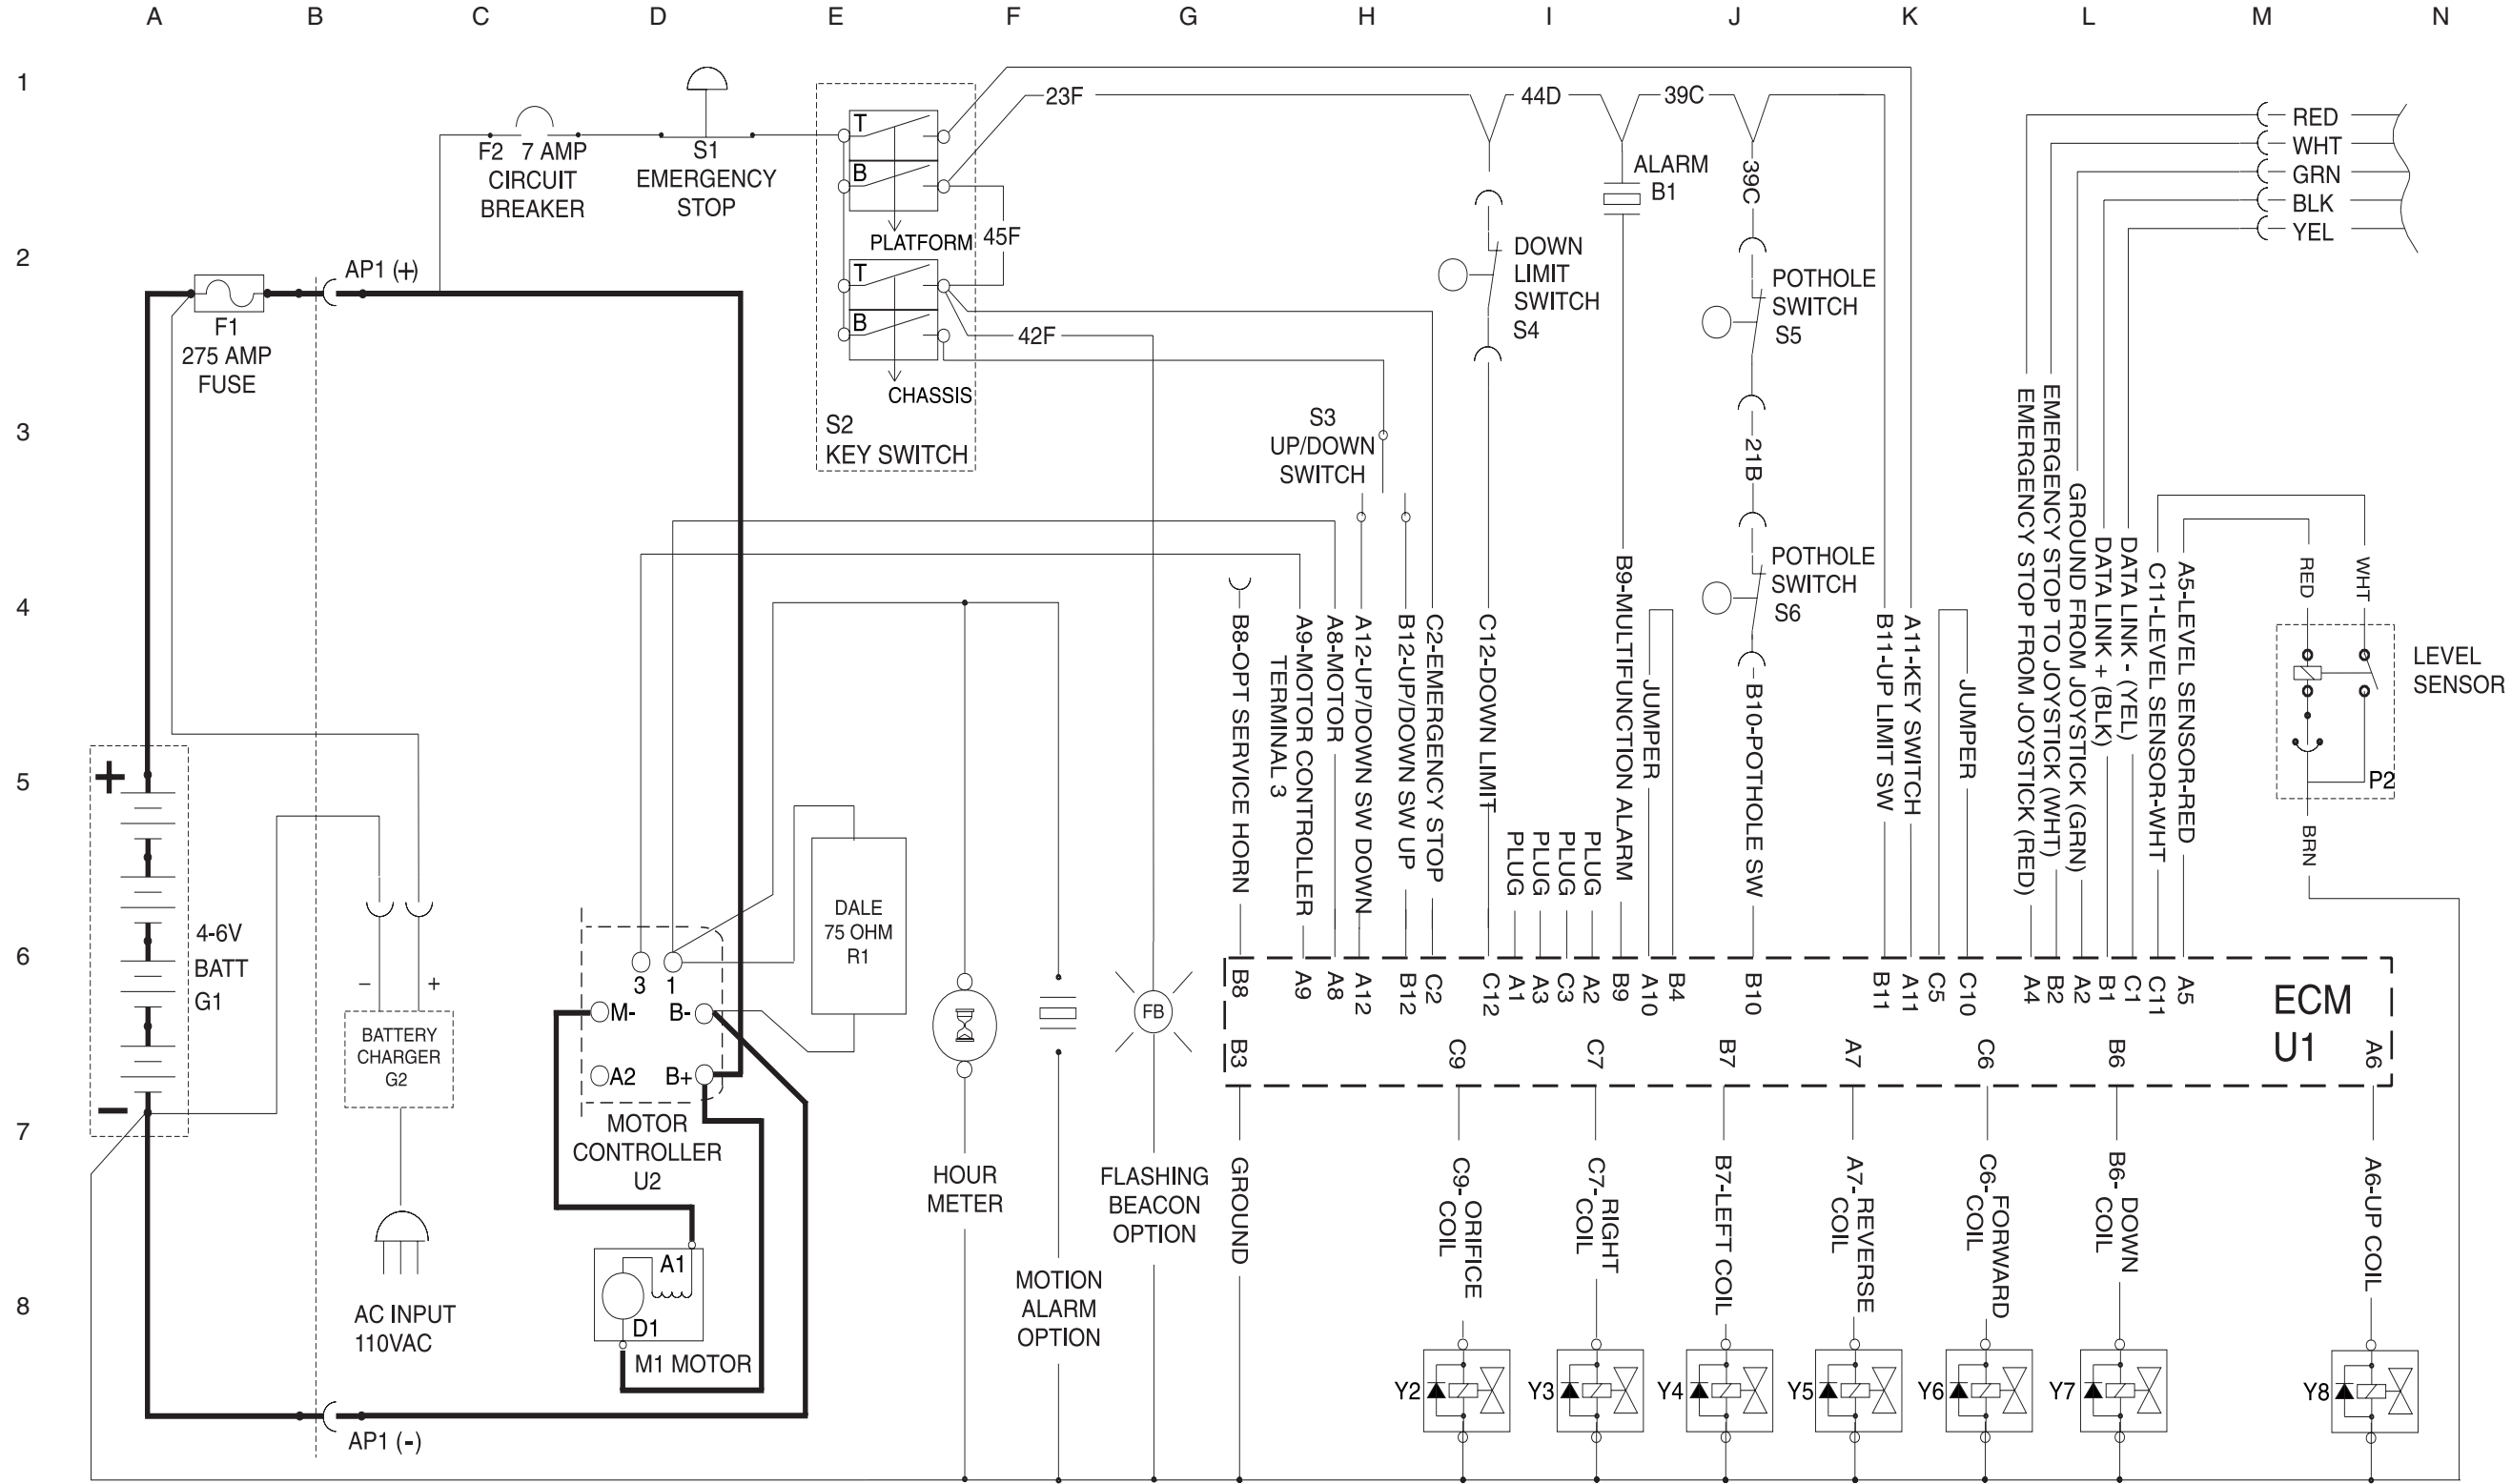 A B C D E F G H I J K L M N
1
2
3
4
5
6
7
8
F2 7 AMP
CIRCUIT
BREAKER
S1
EMERGENCY
STOP
T
B
PLATFORM
T
B
CHASSIS
S2
KEY SWITCH
23F
45F
42F
44D
39C
ALARM
B1
39C
DOWN
LIMIT
SWITCH
S4
POTHOLE
SWITCH
S5
21B
POTHOLE
SWITCH
S6
RED
WHT
GRN
BLK
YEL
AP1 (+)
F1
275 AMP
FUSE
S3
UP/DOWN
SWITCH
+
–
4-6V
BATT
G1
– +
BATTERY
CHARGER
G2
AC INPUT
110VAC
AP1 (-)
DALE
75 OHM
R1
3 1
M- B-
A2 B+
MOTOR
CONTROLLER
U2
A1
D1
M1 MOTOR
HOUR
METER
MOTION
ALARM
OPTION
FB
FLASHING
BEACON
OPTION
B8-OPT SERVICE HORN
A9-MOTOR CONTROLLER
TERMINAL 3
A8-MOTOR
A12-UP/DOWN SW DOWN
B12-UP/DOWN SW UP
C2-EMERGENCY STOP
C12-DOWN LIMIT
PLUG
PLUG
PLUG
PLUG
B9-MULTIFUNCTION ALARM
JUMPER
B10-POTHOLE SW
B11-UP LIMIT SW
A11-KEY SWITCH
JUMPER
EMERGENCY STOP FROM JOYSTICK (RED)
EMERGENCY STOP TO JOYSTICK (WHT)
GROUND FROM JOYSTICK (GRN)
DATA LINK + (BLK)
DATA LINK - (YEL)
C11-LEVEL SENSOR-WHT
A5-LEVEL SENSOR-RED
RED
WHT
LEVEL
SENSOR
P2
BRN
B8 A9 A8 A12 B12 C2 C12 A1 A3 C3 A2 B9 A10 B4 B10 B11 A11 C5 C10 A4 B2 A2 B1 C1 C11 A5
ECM
U1
B3 C9 C7 B7 A7 C6 B6 A6
GROUND
C9- ORIFICE
COIL
C7-RIGHT
COIL
B7-LEFT COIL
A7-REVERSE
COIL
C6-FORWARD
COIL
B6- DOWN
COIL
A6-UP COIL
Y2 Y3 Y4 Y5 Y6 Y7 Y8